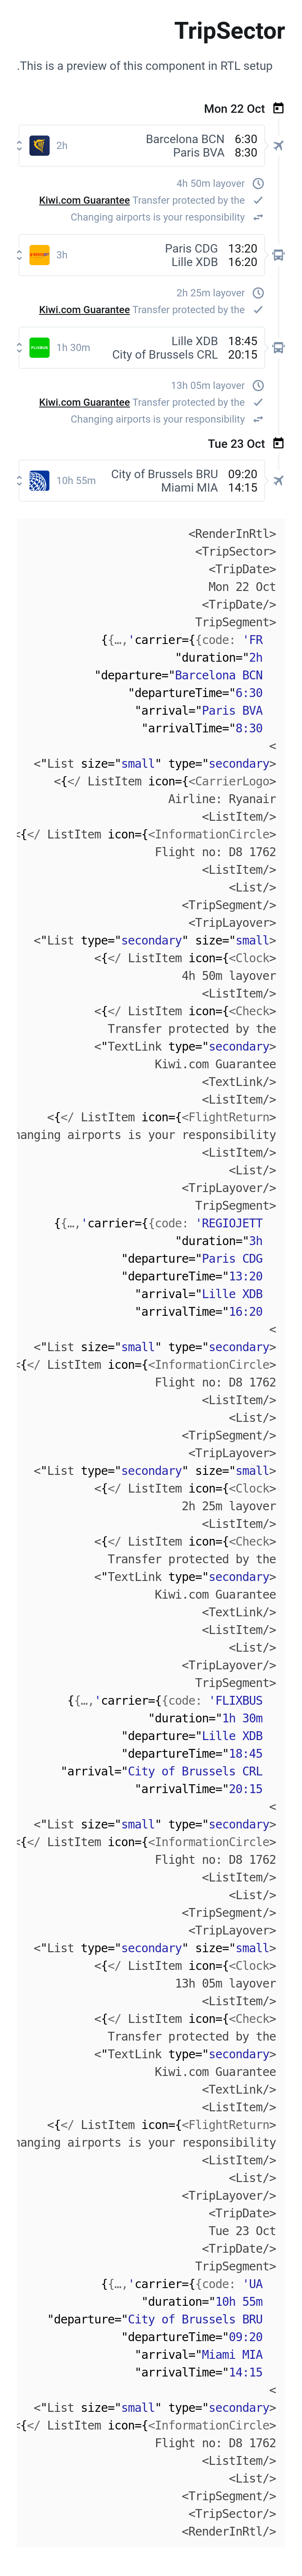 TripSector
.This is a preview of this component in RTL setup
Mon 22 Oct
2h Barcelona BCN 6:30
Paris BVA 8:30
4h 50m layover
Kiwi.com Guarantee Transfer protected by the
Changing airports is your responsibility
3h Paris CDG 13:20
Lille XDB 16:20
2h 25m layover
Kiwi.com Guarantee Transfer protected by the
FLIXBUS 1h 30m Lille XDB 18:45
City of Brussels CRL 20:15
13h 05m layover
Kiwi.com Guarantee Transfer protected by the
Changing airports is your responsibility
Tue 23 Oct
10h 55m City of Brussels BRU 09:20
Miami MIA 14:15
<RenderInRtl>
<TripSector>
<TripDate>
Mon 22 Oct
<TripDate/>
TripSegment>
{{…,'carrier={{code: 'FR
"duration="2h
"departure="Barcelona BCN
"departureTime="6:30
"arrival="Paris BVA
"arrivalTime="8:30
<
<"List size="small" type="secondary>
<{</ ListItem icon={<CarrierLogo>
Airline: Ryanair
<ListItem/>
<{</ ListItem icon={<InformationCircle>
Flight no: D8 1762
<ListItem/>
<List/>
<TripSegment/>
<TripLayover>
<"List type="secondary" size="small>
<{</ ListItem icon={<Clock>
4h 50m layover
<ListItem/>
<{</ ListItem icon={<Check>
Transfer protected by the
<"TextLink type="secondary>
Kiwi.com Guarantee
<TextLink/>
<ListItem/>
<{</ ListItem icon={<FlightReturn>
hanging airports is your responsibility
<ListItem/>
<List/>
<TripLayover/>
TripSegment>
{{…,'carrier={{code: 'REGIOJETT
"duration="3h
"departure="Paris CDG
"departureTime="13:20
"arrival="Lille XDB
"arrivalTime="16:20
<
<"List size="small" type="secondary>
<{</ ListItem icon={<InformationCircle>
Flight no: D8 1762
<ListItem/>
<List/>
<TripSegment/>
<TripLayover>
<"List type="secondary" size="small>
<{</ ListItem icon={<Clock>
2h 25m layover
<ListItem/>
<{</ ListItem icon={<Check>
Transfer protected by the
<"TextLink type="secondary>
Kiwi.com Guarantee
<TextLink/>
<ListItem/>
<List/>
<TripLayover/>
TripSegment>
{{…,'carrier={{code: 'FLIXBUS
"duration="1h 30m
"departure="Lille XDB
"departureTime="18:45
"arrival="City of Brussels CRL
"arrivalTime="20:15
<
<"List size="small" type="secondary>
<{</ ListItem icon={<InformationCircle>
Flight no: D8 1762
<ListItem/>
<List/>
<TripSegment/>
<TripLayover>
<"List type="secondary" size="small>
<{</ ListItem icon={<Clock>
13h 05m layover
<ListItem/>
<{</ ListItem icon={<Check>
Transfer protected by the
<"TextLink type="secondary>
Kiwi.com Guarantee
<TextLink/>
<ListItem/>
<{</ ListItem icon={<FlightReturn>
hanging airports is your responsibility
<ListItem/>
<List/>
<TripLayover/>
<TripDate>
Tue 23 Oct
<TripDate/>
TripSegment>
{{…,'carrier={{code: 'UA
"duration="10h 55m
"departure="City of Brussels BRU
"departureTime="09:20
"arrival="Miami MIA
"arrivalTime="14:15
<
<"List size="small" type="secondary>
<{</ ListItem icon={<InformationCircle>
Flight no: D8 1762
<ListItem/>
<List/>
<TripSegment/>
<TripSector/>
<RenderInRtl/>